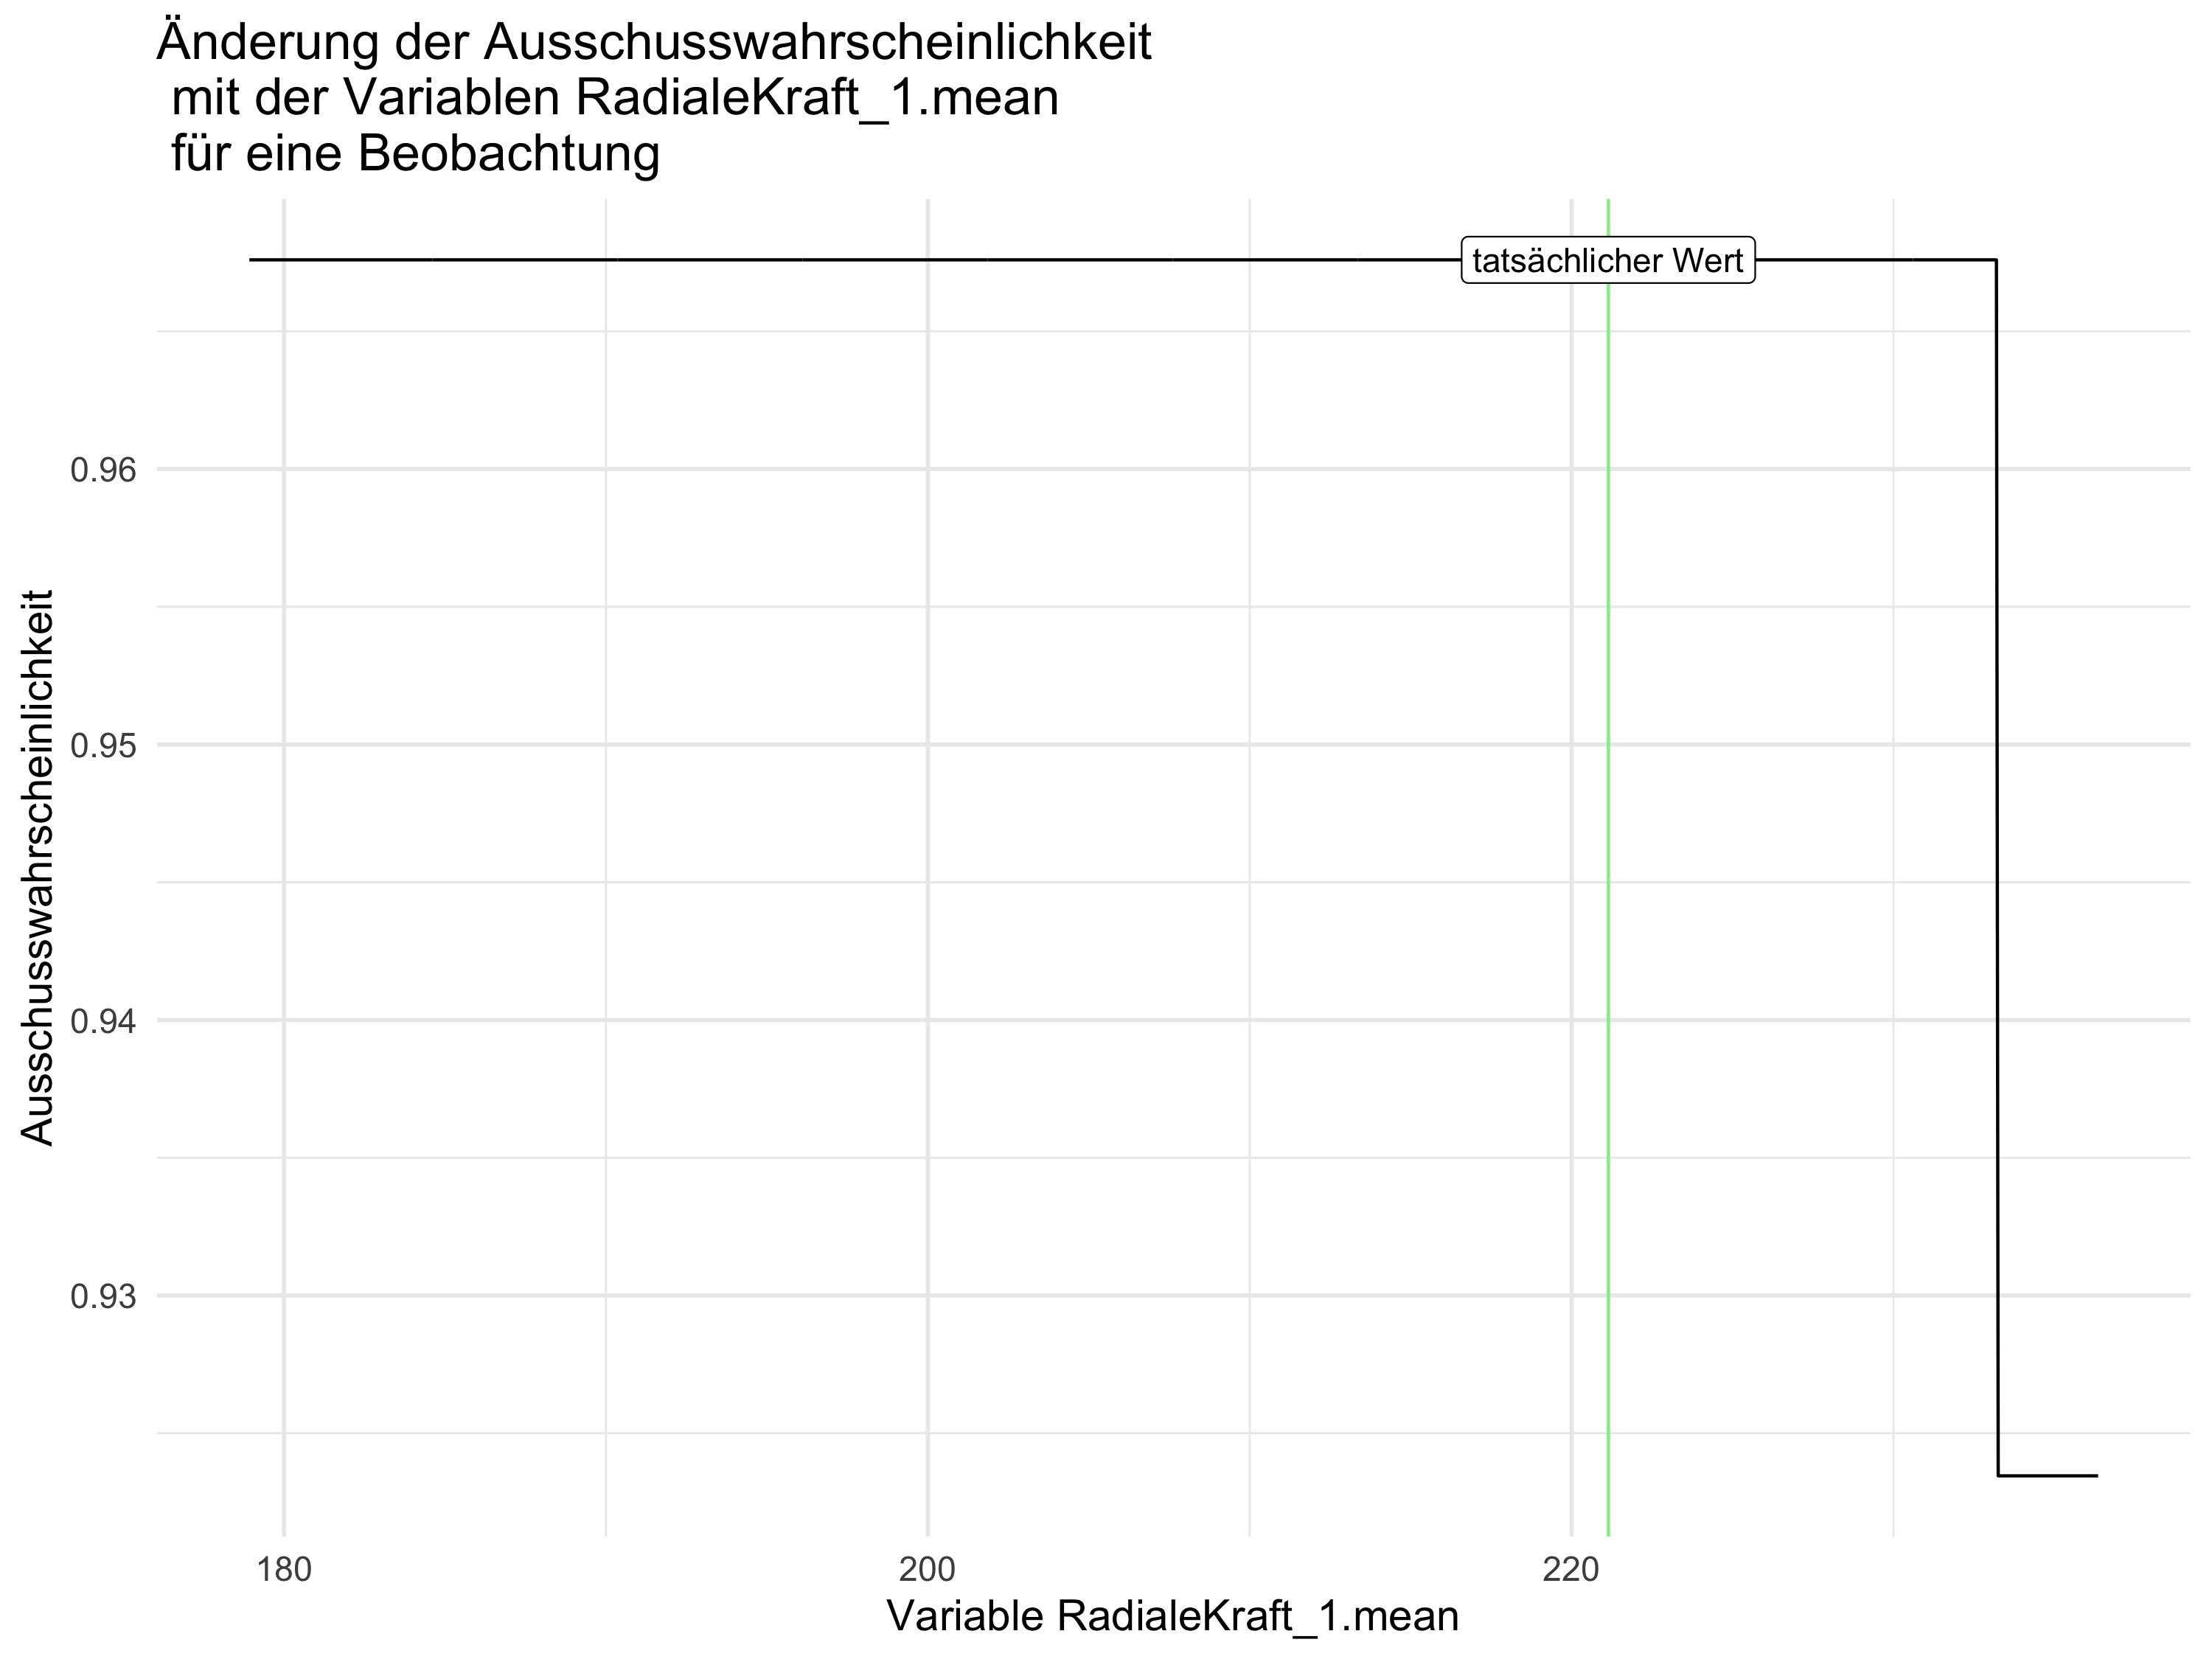 Änderung der Ausschusswahrscheinlichkeit
mit der Variablen RadialeKraft_1.mean
für eine Beobachtung
tatsächlicher Wert
Ausschusswahrscheinlichkeit
0.96
0.95
0.94
0.93
180
200
220
Variable RadialeKraft_1.mean